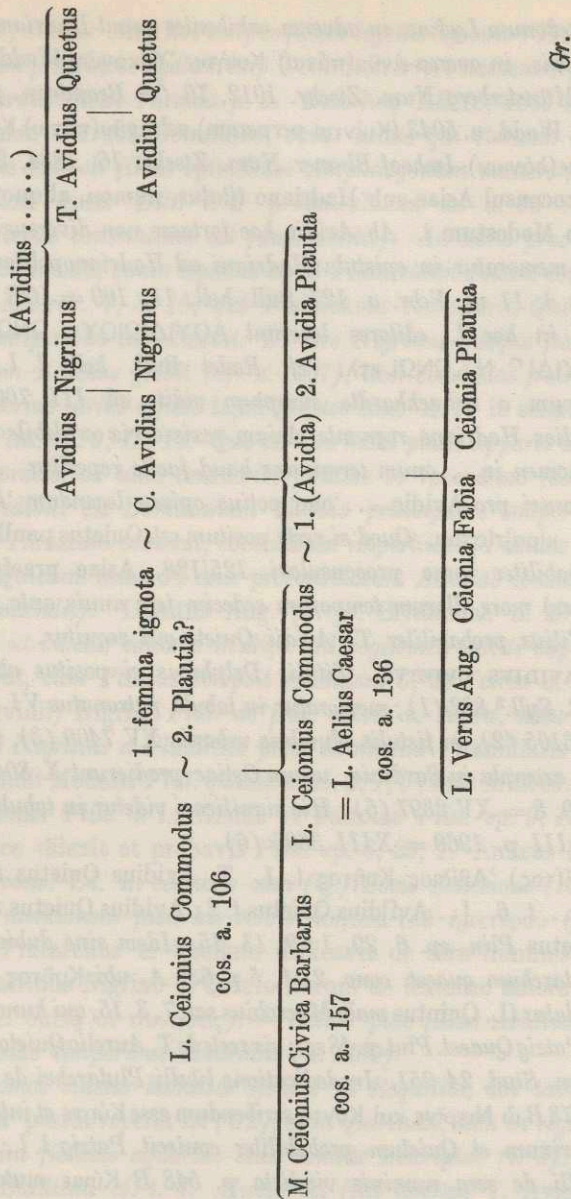 (Avidius ....)
Avidius Nigrinus T. Avidius Quietus
1. femina ignota ~ C. Avidius Nigrinus Avidius Quietus
L. Ceionius Commodus ~ 2. Plautia?
cos. a. 106
M. Ceionius Civica Barbarus L. Ceionius Commodus ~ 1. (Avidia) 2. Avidia Plautia
cos. a. 157 = L. Aelius Caesar
cos. a. 136
L. Verus Aug. Ceionia Fabia Ceionia Plautia
Gr.